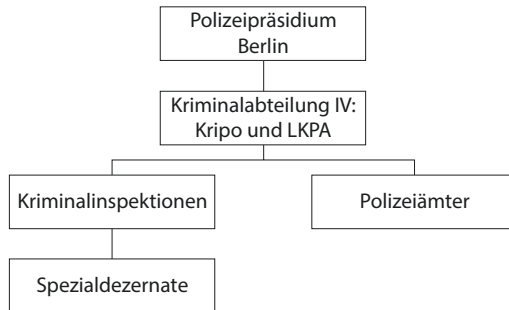 Polizeipräsidium
Berlin
Kriminalabteilung IV:
Kripo und LKPA
Kriminalinspektionen
Polizeiämter
Spezialdezernate